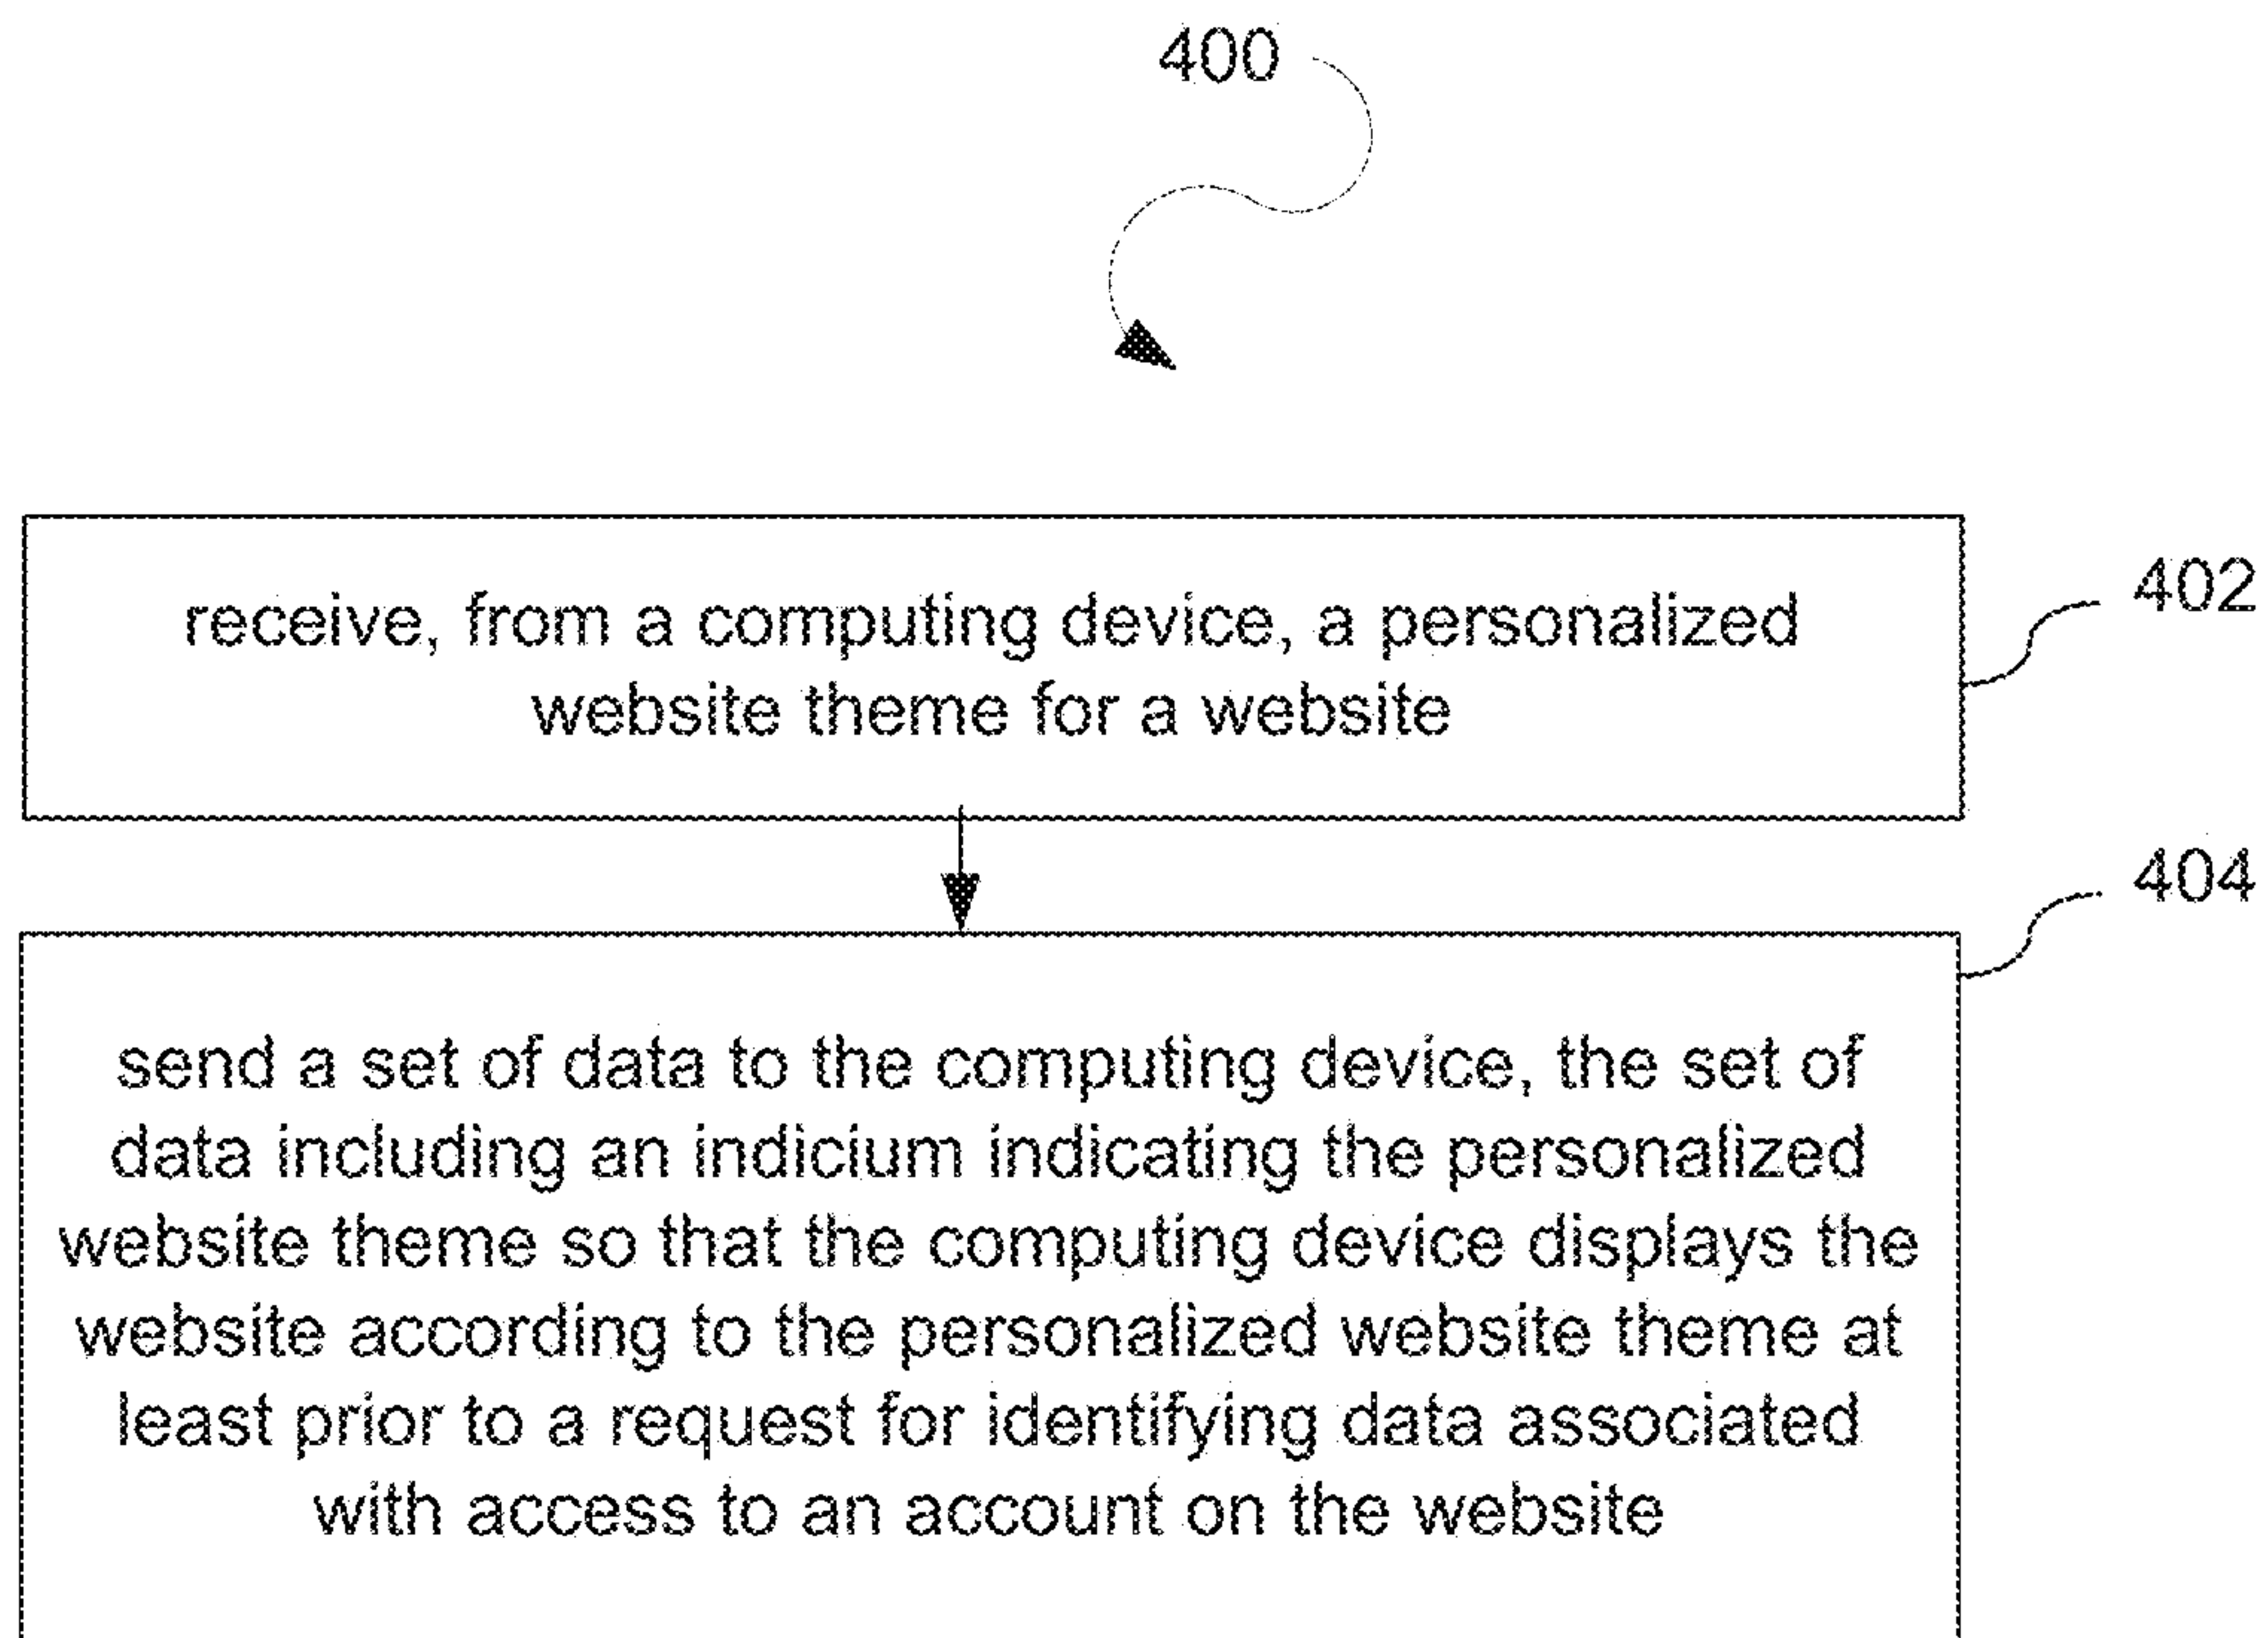 400
receive, from a computing device, a personalized
website theme for a website
402
404
send a set of data to the computing device, the set of
data including an indicium indicating the personalized
website theme so that the computing device displays the
website according to the personalized website theme at
least prior to a request for identifying data associated
with access to an account on the website